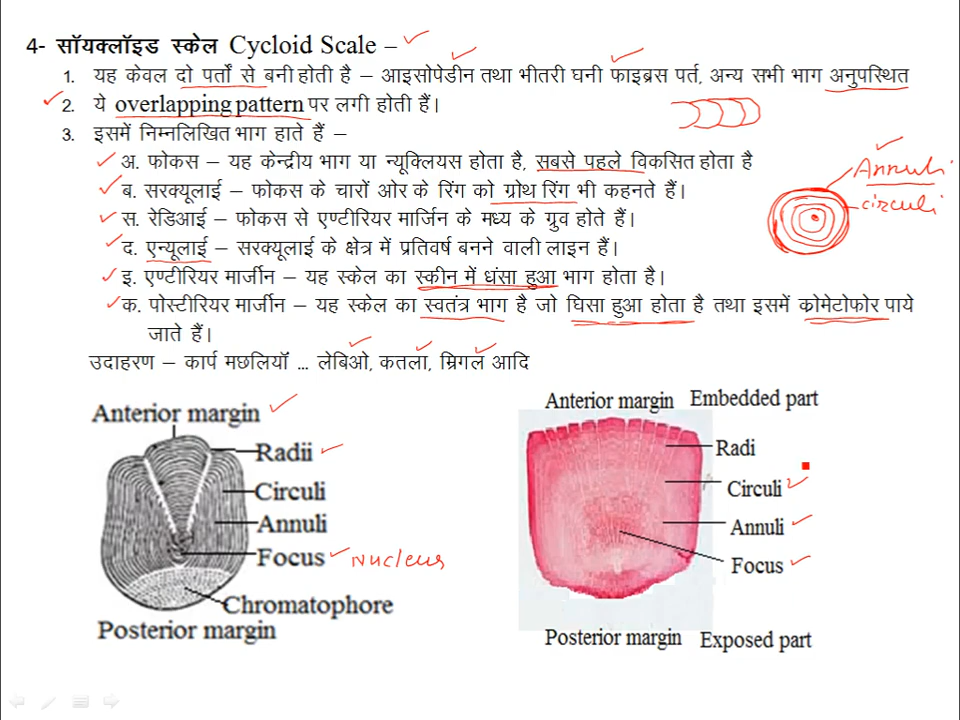 4- सॉयक्लॉइड स्केल Cycloid Scale –
1. यह केवल दो पर्तों से बनी होती है – आइसोपेडीन तथा भीतरी घनी फाइब्रस पर्त, अन्य सभी भाग अनुपस्थित
2. ये overlapping pattern पर लगी होती हैं।
3. इसमें निम्नलिखित भाग हाते हैं –
अ. फोकस – यह केन्द्रीय भाग या न्यूक्लियस होता है, सबसे पहले विकसित होता है
ब. सरक्यूलाई – फोकस के चारों ओर के रिंग को ग्रोथ रिंग भी कहनते हैं।
स. रेडिआई – फोकस से एण्टीरियर मार्जिन के मध्य के ग्रुव होते हैं।
द. एन्यूलाई – सरक्यूलाई के क्षेत्र में प्रतिवर्ष बनने वाली लाइन हैं।
इ. एण्टीरियर मार्जीन – यह स्केल का स्कीन में धंसा हुआ भाग होता है।
क. पोस्टीरियर मार्जीन – यह स्केल का स्वतंत्र भाग है जो घिसा हुआ होता है तथा इसमें क्रोमेटोफोर पाये
जाते हैं।
उदाहरण – कार्प मछलियॉ ... लेबिओ, कतला, म्रिगल आदि
Annuli
circuli
Anterior margin
Radii
Circuli
Annuli
Focus
Nucleus
Chromatophore
Posterior margin
Anterior margin Embedded part
Radi
Circuli
Annuli
Focus
Posterior margin Exposed part